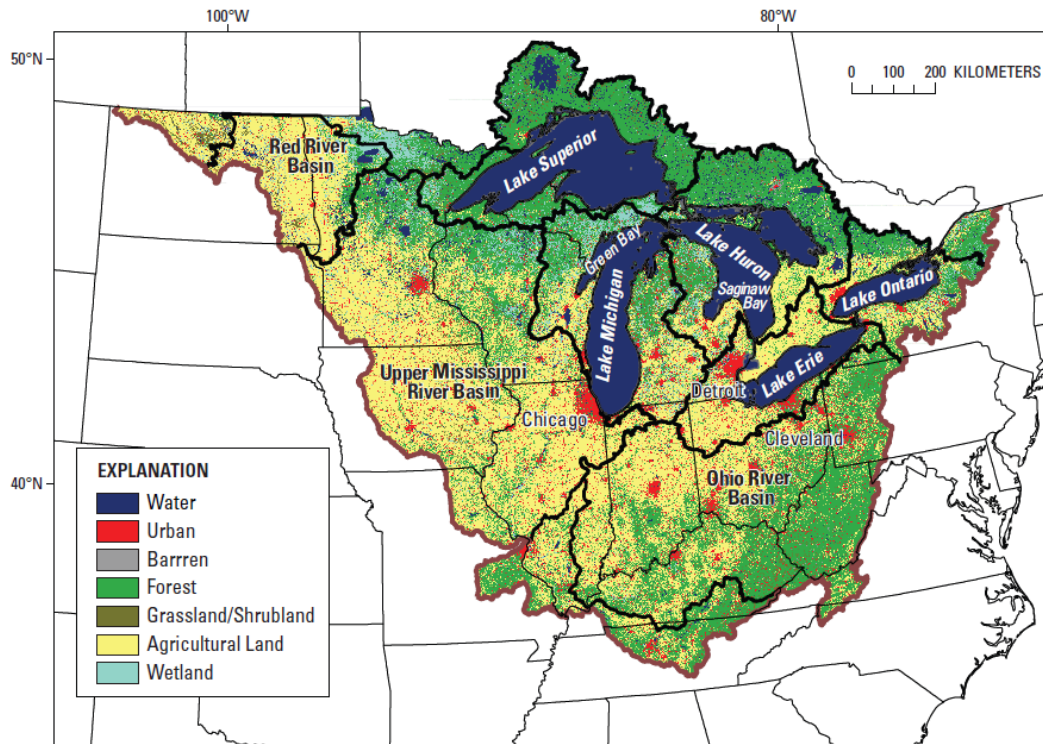 100°W
80°W
50°N
0 100 200 KILOMETERS
Red River
Basin
Lake Superior
Green Bay
Lake Huron
Saginaw
Bay
Lake Ontario
Lake Michigan
Lake Erie
Upper Mississippi
River Basin
Detroit
Chicago
Cleveland
Ohio River
Basin
40°N
EXPLANATION
Water
Urban
Barrren
Forest
Grassland/Shrubland
Agricultural Land
Wetland